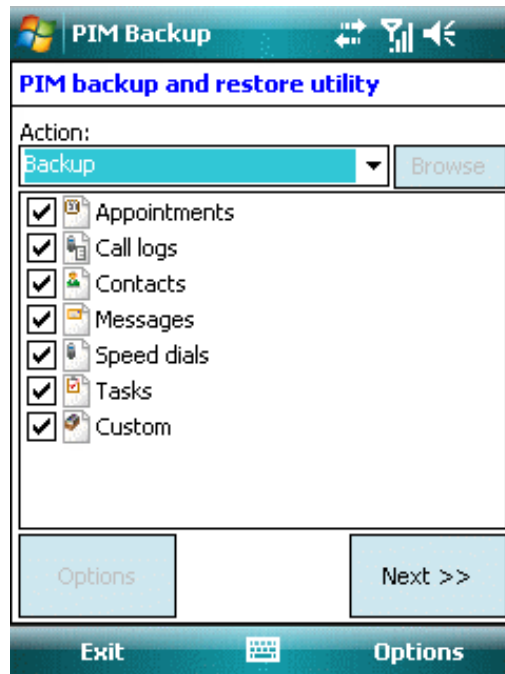 PIM Backup
PIM backup and restore utility
Action:
Backup
Browse
Appointments
Call logs
Contacts
Messages
Speed dials
Tasks
Custom
Options
Next >>
Exit
Options